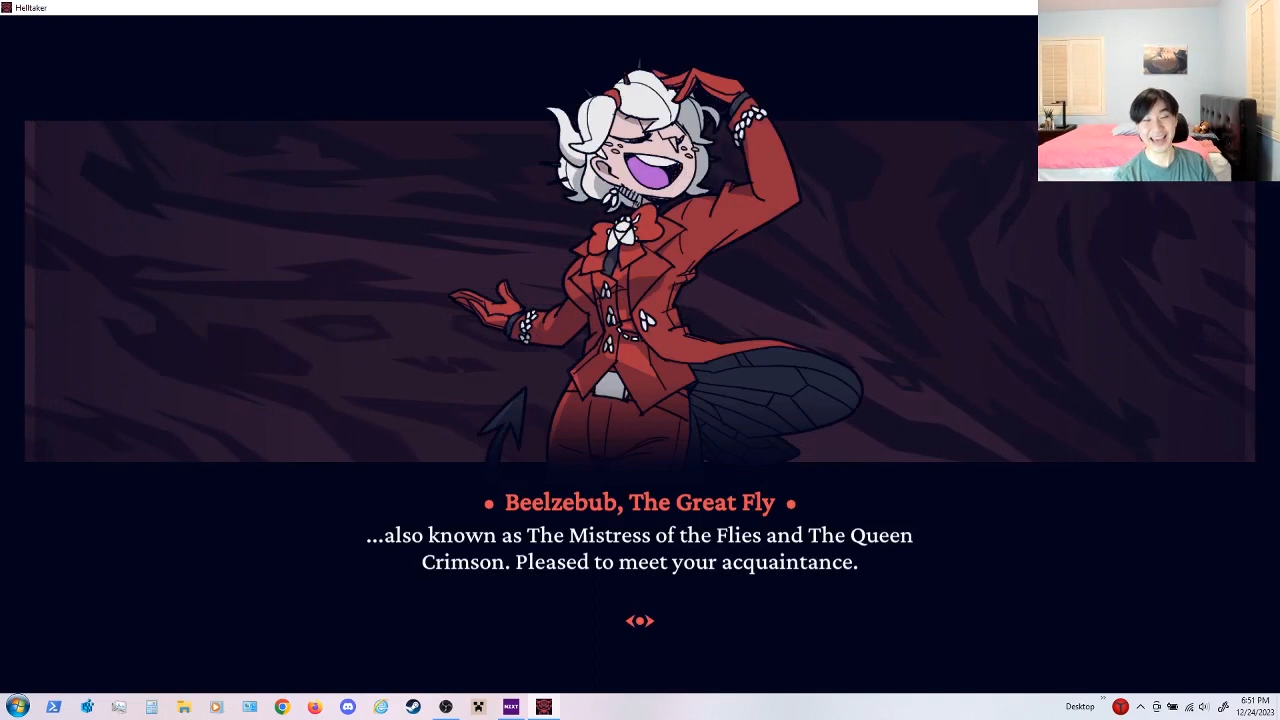 Helltaker
• Beelzebub, The Great Fly •
...also known as The Mistress of the Flies and The Queen
Crimson. Pleased to meet your acquaintance.
NZXT
Desktop
6:51 PM
12/24/2023